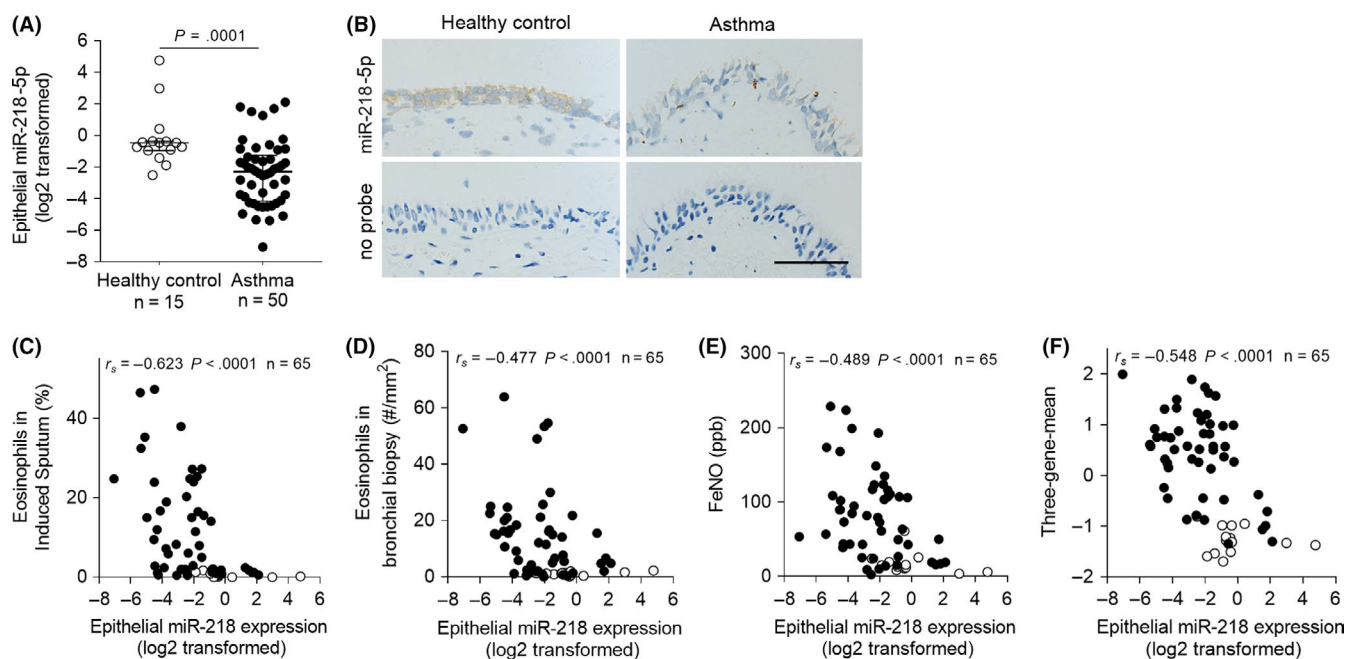 (A)
P = .0001
Epithelial miR-218-5p
(log2 transformed)
6
4
2
0
−2
−4
−6
−8
Healthy control
n = 15
Asthma
n = 50
(B)
Healthy control
Asthma
miR-218-5p
no probe
(C)
rs = −0.623 P < .0001 n = 65
Eosinophils in
Induced Sputum (%)
40
20
0
−8 −6 −4 −2 0 2 4 6
Epithelial miR-218 expression
(log2 transformed)
(D)
rs = −0.477 P < .0001 n = 65
Eosinophils in
bronchial biopsy (#/mm²)
80
60
40
20
0
−8 −6 −4 −2 0 2 4 6
Epithelial miR-218 expression
(log2 transformed)
(E)
rs = −0.489 P < .0001 n = 65
FeNO (ppb)
300
200
150
100
50
0
−8 −6 −4 −2 0 2 4 6
Epithelial miR-218 expression
(log2 transformed)
(F)
rs = −0.548 P < .0001 n = 65
Three-gene-mean
2
1
0
−1
−2
−8 −6 −4 −2 0 2 4 6
Epithelial miR-218 expression
(log2 transformed)